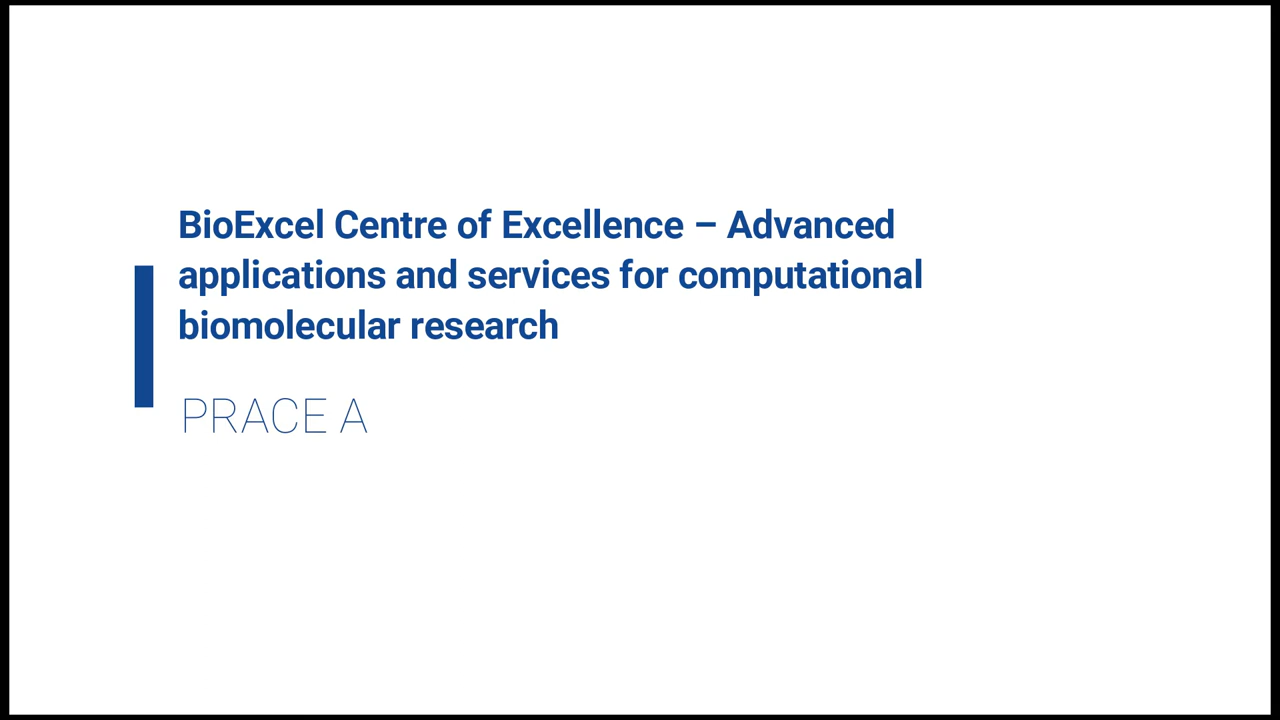 BioExcel Centre of Excellence – Advanced
applications and services for computational
biomolecular research
PRACE A